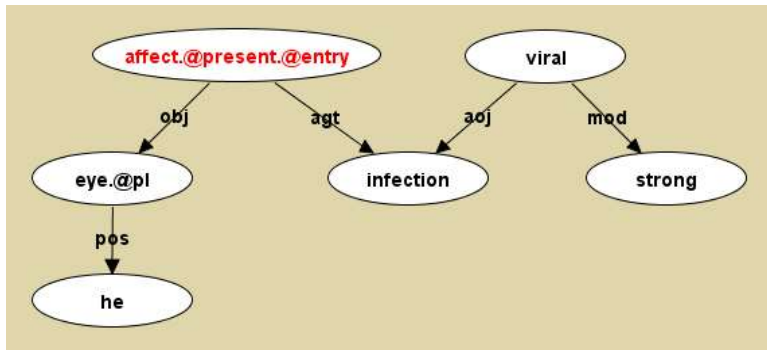 affect.@present.@entry
viral
obj
agt
aoj
mod
eye.@pl
infection
strong
pos
he